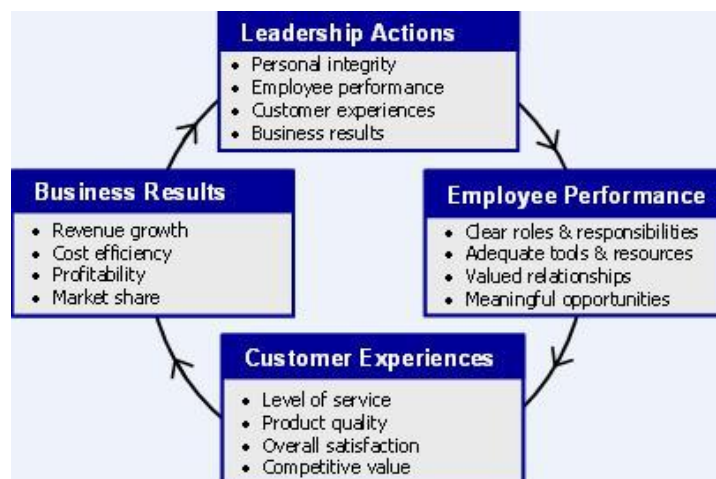 Leadership Actions
• Personal integrity
• Employee performance
• Customer experiences
• Business results
Business Results
• Revenue growth
• Cost efficiency
• Profitability
• Market share
Employee Performance
• Clear roles & responsibilities
• Adequate tools & resources
• Valued relationships
• Meaningful opportunities
Customer Experiences
• Level of service
• Product quality
• Overall satisfaction
• Competitive value